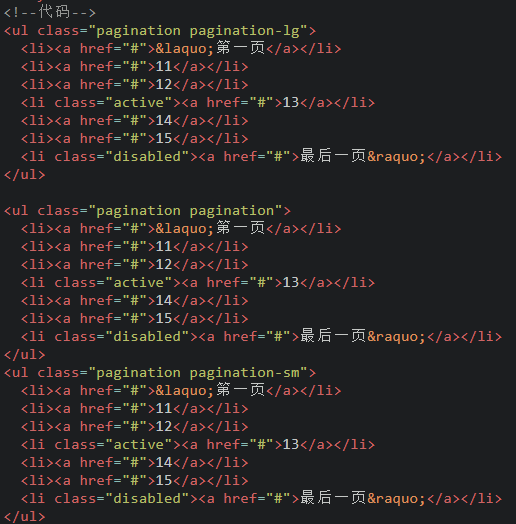 <!--代码-->
<ul class="pagination pagination-lg">
  <li><a href="#">&laquo;第一页</a></li>
  <li><a href="#">11</a></li>
  <li><a href="#">12</a></li>
  <li class="active"><a href="#">13</a></li>
  <li><a href="#">14</a></li>
  <li><a href="#">15</a></li>
  <li class="disabled"><a href="#">最后一页&raquo;</a></li>
</ul>

<ul class="pagination pagination">
  <li><a href="#">&laquo;第一页</a></li>
  <li><a href="#">11</a></li>
  <li><a href="#">12</a></li>
  <li class="active"><a href="#">13</a></li>
  <li><a href="#">14</a></li>
  <li><a href="#">15</a></li>
  <li class="disabled"><a href="#">最后一页&raquo;</a></li>
</ul>
<ul class="pagination pagination-sm">
  <li><a href="#">&laquo;第一页</a></li>
  <li><a href="#">11</a></li>
  <li><a href="#">12</a></li>
  <li class="active"><a href="#">13</a></li>
  <li><a href="#">14</a></li>
  <li><a href="#">15</a></li>
  <li class="disabled"><a href="#">最后一页&raquo;</a></li>
</ul>